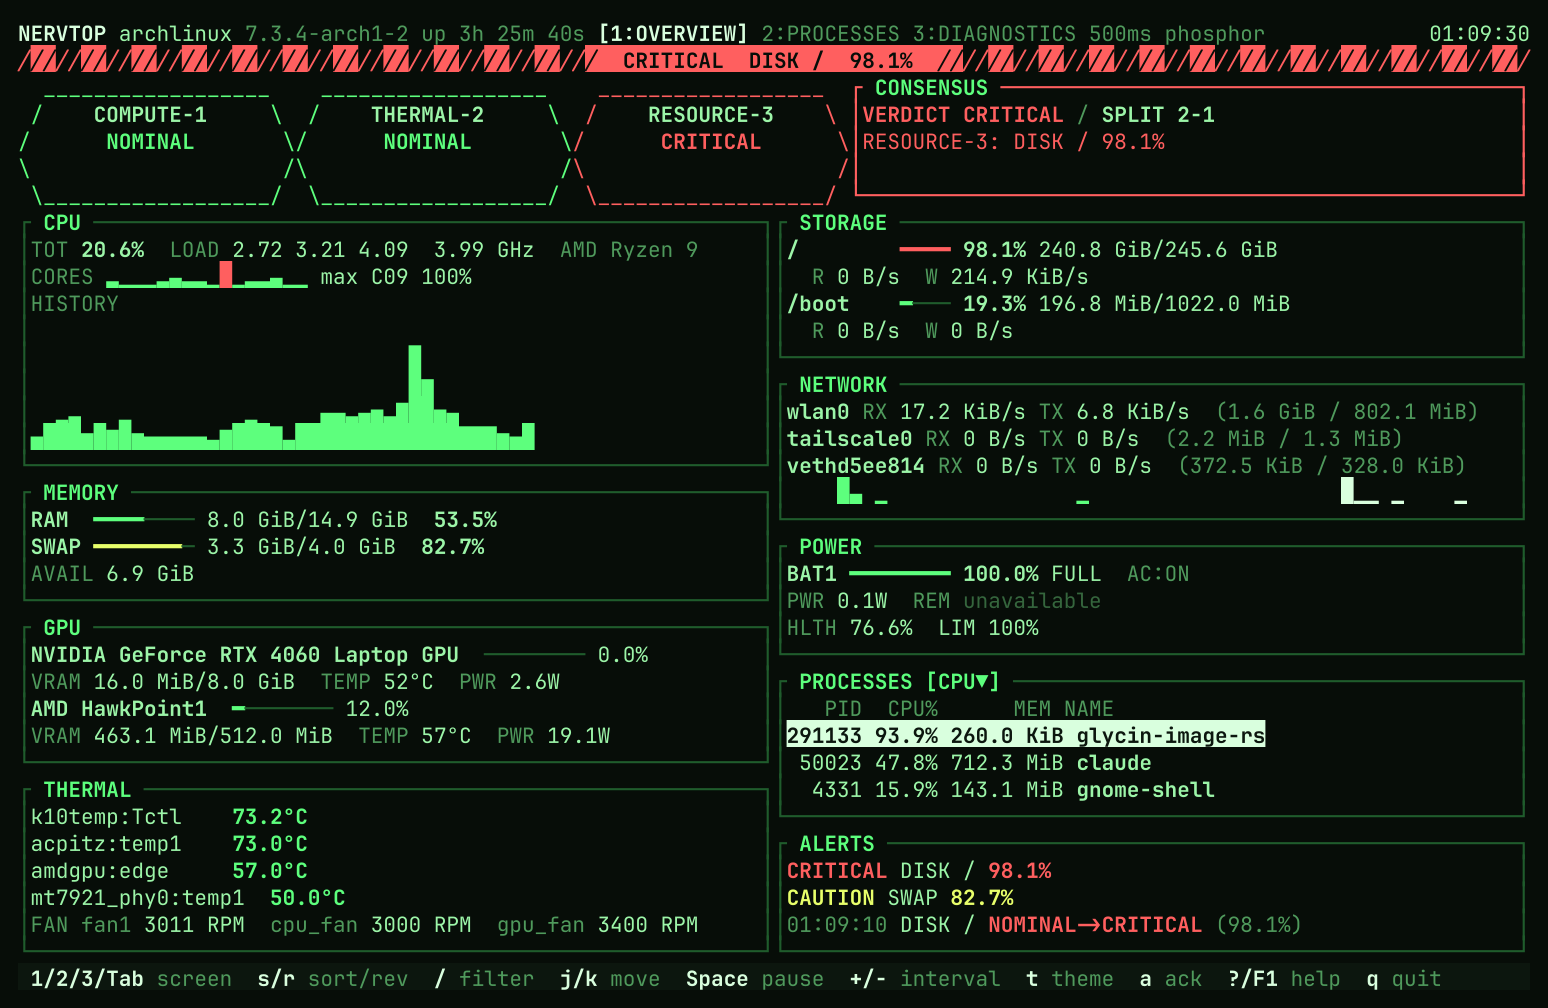 NERVTOP archlinux 7.3.4-arch1-2 up 3h 25m 40s [1:OVERVIEW] 2:PROCESSES 3:DIAGNOSTICS 500ms phosphor 01:09:30
CRITICAL DISK / 98.1%
COMPUTE-1
NOMINAL
THERMAL-2
NOMINAL
RESOURCE-3
CRITICAL
CONSENSUS
VERDICT CRITICAL / SPLIT 2-1
RESOURCE-3: DISK / 98.1%
CPU
TOT 20.6% LOAD 2.72 3.21 4.09 3.99 GHz AMD Ryzen 9
CORES max C09 100%
HISTORY
MEMORY
RAM 8.0 GiB/14.9 GiB 53.5%
SWAP 3.3 GiB/4.0 GiB 82.7%
AVAIL 6.9 GiB
GPU
NVIDIA GeForce RTX 4060 Laptop GPU 0.0%
VRAM 16.0 MiB/8.0 GiB TEMP 52°C PWR 2.6W
AMD HawkPoint1 12.0%
VRAM 463.1 MiB/512.0 MiB TEMP 57°C PWR 19.1W
THERMAL
k10temp:Tctl 73.2°C
acpitz:temp1 73.0°C
amdgpu:edge 57.0°C
mt7921_phy0:temp1 50.0°C
FAN fan1 3011 RPM cpu_fan 3000 RPM gpu_fan 3400 RPM
STORAGE
/ 98.1% 240.8 GiB/245.6 GiB
R 0 B/s W 214.9 KiB/s
/boot 19.3% 196.8 MiB/1022.0 MiB
R 0 B/s W 0 B/s
NETWORK
wlan0 RX 17.2 KiB/s TX 6.8 KiB/s (1.6 GiB / 802.1 MiB)
tailscale0 RX 0 B/s TX 0 B/s (2.2 MiB / 1.3 MiB)
vethd5ee814 RX 0 B/s TX 0 B/s (372.5 KiB / 328.0 KiB)
POWER
BAT1 100.0% FULL AC:ON
PWR 0.1W REM unavailable
HLTH 76.6% LIM 100%
PROCESSES [CPU▼]
PID CPU% MEM NAME
291133 93.9% 260.0 KiB glycin-image-rs
50023 47.8% 712.3 MiB claude
4331 15.9% 143.1 MiB gnome-shell
ALERTS
CRITICAL DISK / 98.1%
CAUTION SWAP 82.7%
01:09:10 DISK / NOMINAL→CRITICAL (98.1%)
1/2/3/Tab screen s/r sort/rev / filter j/k move Space pause +/- interval t theme a ack ?/F1 help q quit